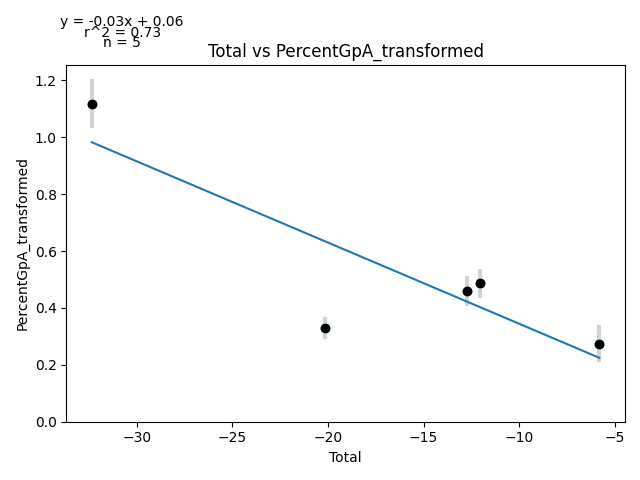 y = -0.03x + 0.06
r^2 = 0.73
n = 5
Total vs PercentGpA_transformed
1.2
1.0
0.8
0.6
0.4
0.2
0.0
PercentGpA_transformed
−30
−25
−20
−15
−10
−5
Total